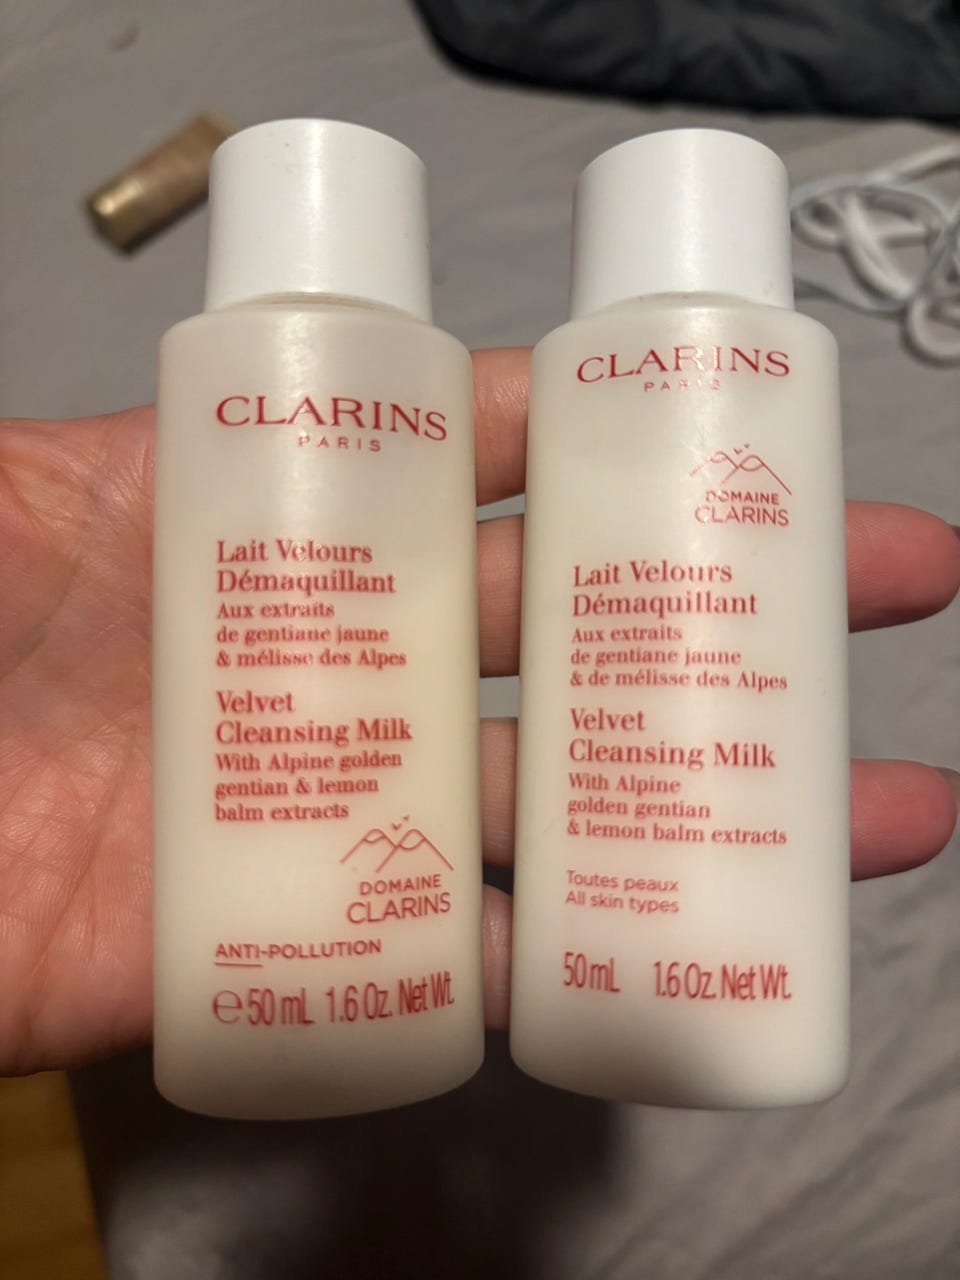 CLARINS
PARIS
Lait Velours
Démaquillant
Aux extraits
de gentiane jaune
& mélisse des Alpes
Velvet
Cleansing Milk
With Alpine golden
gentian & lemon
balm extracts
DOMAINE
CLARINS
ANTI-POLLUTION
℮ 50 mL 1.6 Oz. Net Wt.
CLARINS
PARIS
DOMAINE
CLARINS
Lait Velours
Démaquillant
Aux extraits
de gentiane jaune
& de mélisse des Alpes
Velvet
Cleansing Milk
With Alpine
golden gentian
& lemon balm extracts
Toutes peaux
All skin types
50 mL 1.6 Oz. Net Wt.